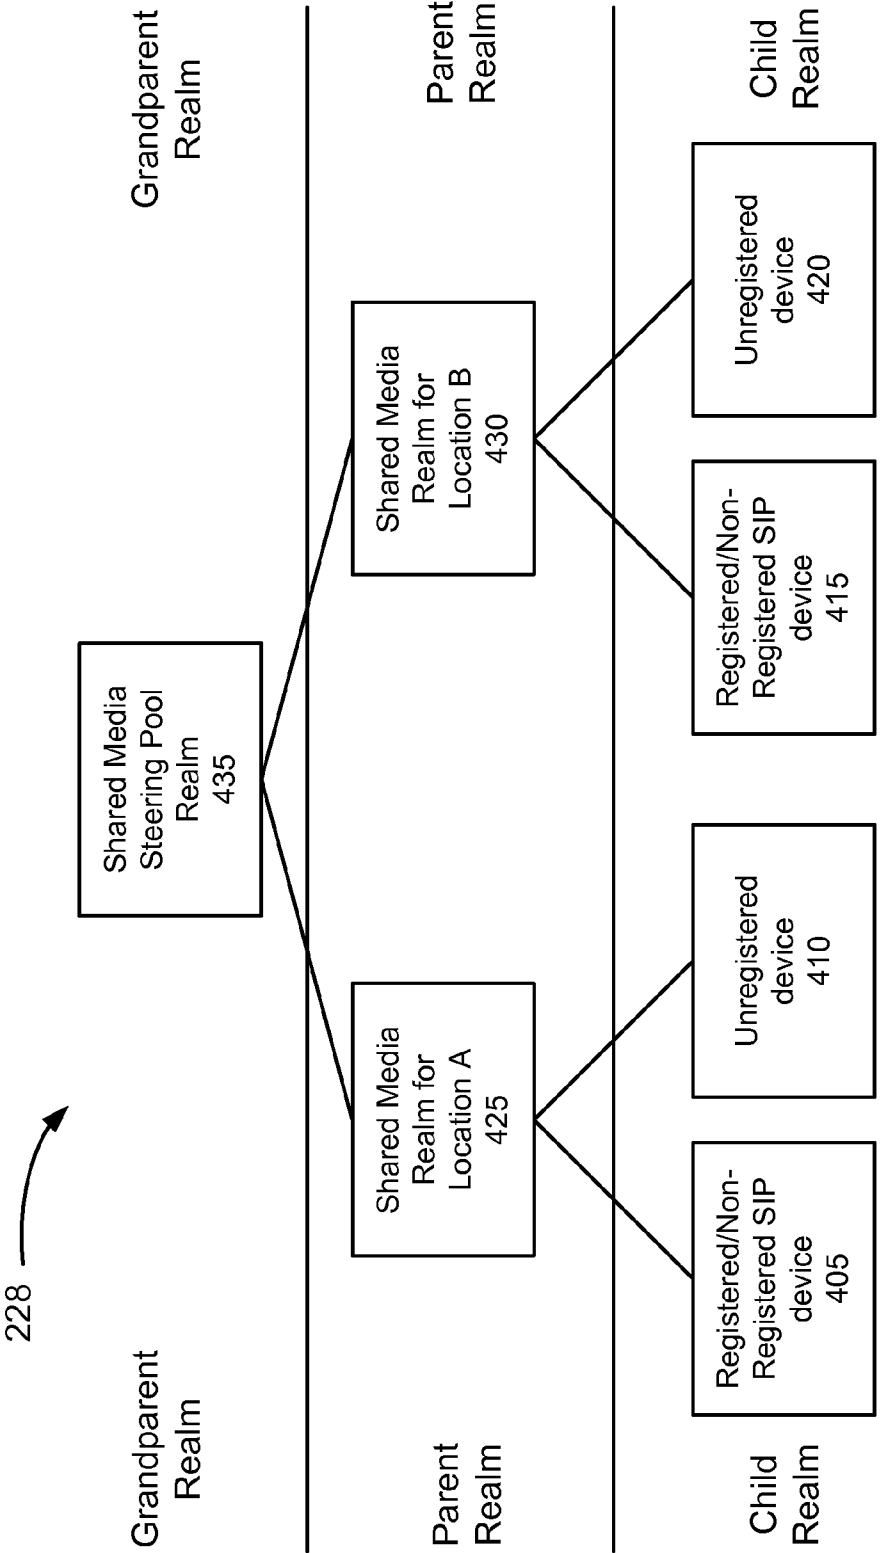 228
Grandparent
Realm
Grandparent
Realm
Shared Media
Steering Pool
Realm
435
Parent
Realm
Parent
Realm
Shared Media
Realm for
Location A
425
Shared Media
Realm for
Location B
430
Child
Realm
Child
Realm
Registered/Non-
Registered SIP
device
405
Unregistered
device
410
Registered/Non-
Registered SIP
device
415
Unregistered
device
420